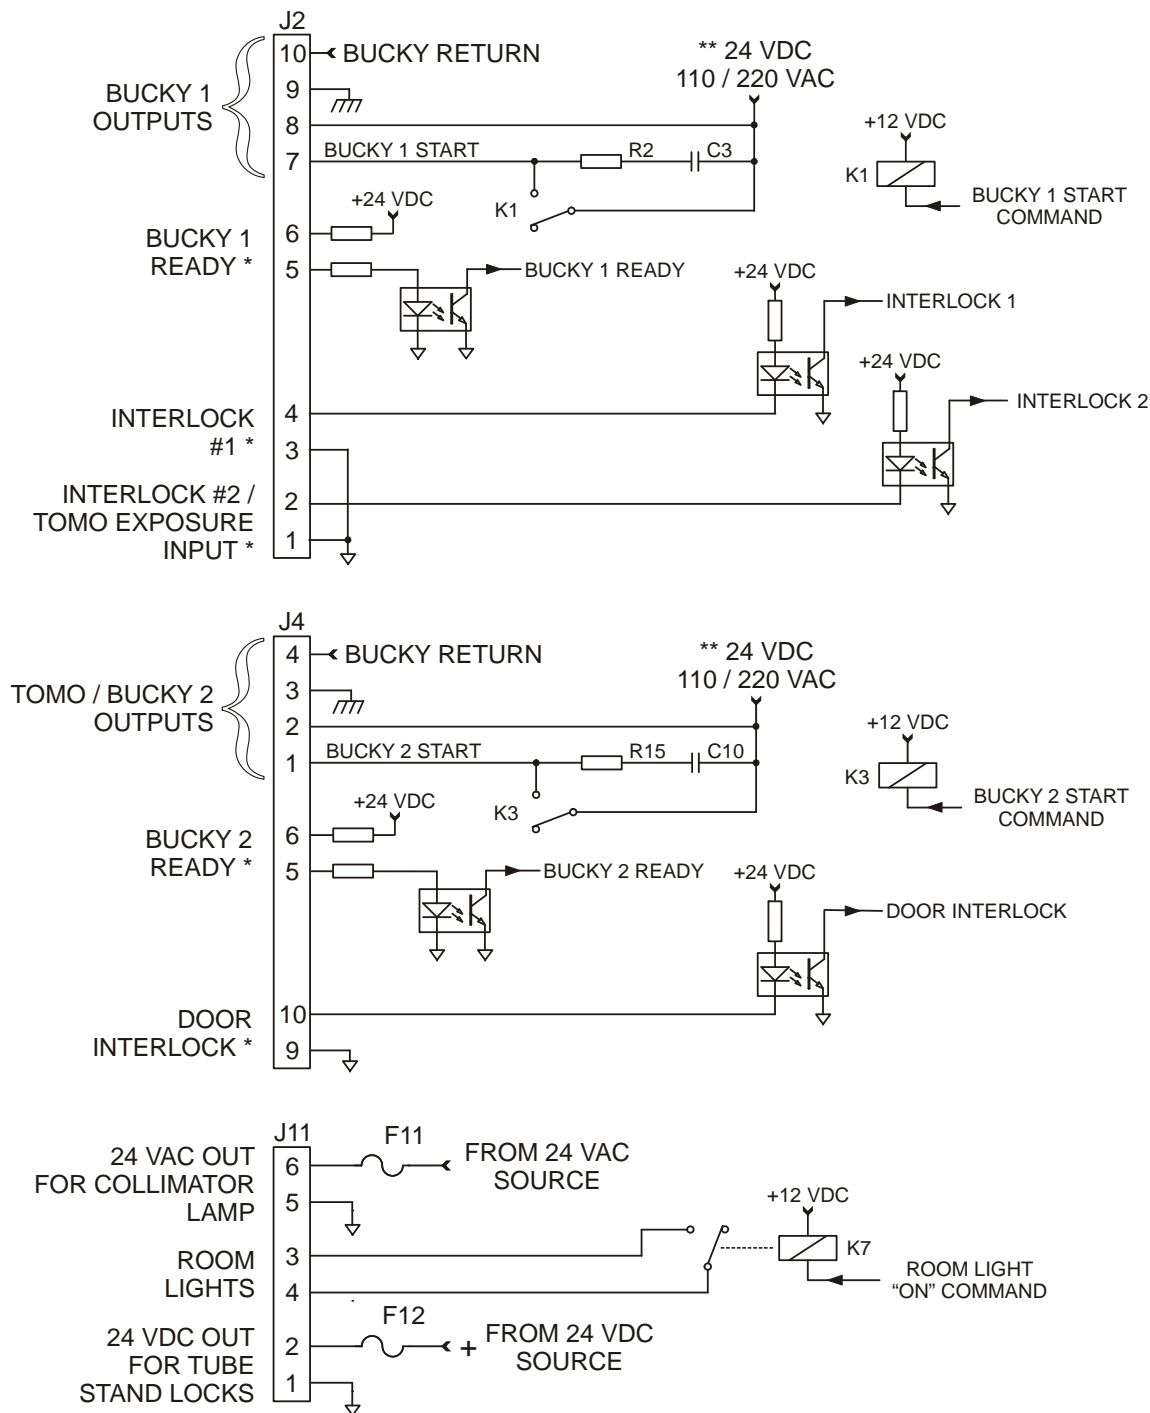 J2
10
BUCKY RETURN
** 24 VDC
110 / 220 VAC
BUCKY 1
OUTPUTS
9
8
+12 VDC
7
BUCKY 1 START
R2
C3
K1
K1
BUCKY 1 START
COMMAND
+24 VDC
BUCKY 1
READY *
6
5
BUCKY 1 READY
+24 VDC
INTERLOCK 1
+24 VDC
INTERLOCK 2
INTERLOCK
#1 *
4
3
INTERLOCK #2 /
TOMO EXPOSURE
INPUT *
2
1
J4
4
BUCKY RETURN
** 24 VDC
110 / 220 VAC
TOMO / BUCKY 2
OUTPUTS
3
2
+12 VDC
1
BUCKY 2 START
R15
C10
K3
K3
BUCKY 2 START
COMMAND
+24 VDC
BUCKY 2
READY *
6
5
BUCKY 2 READY
+24 VDC
DOOR INTERLOCK
DOOR
INTERLOCK *
10
9
J11
24 VAC OUT
FOR COLLIMATOR
LAMP
6
F11
FROM 24 VAC
SOURCE
5
+12 VDC
ROOM
LIGHTS
3
4
K7
ROOM LIGHT
“ON” COMMAND
24 VDC OUT
FOR TUBE
STAND LOCKS
2
F12
+ FROM 24 VDC
SOURCE
1